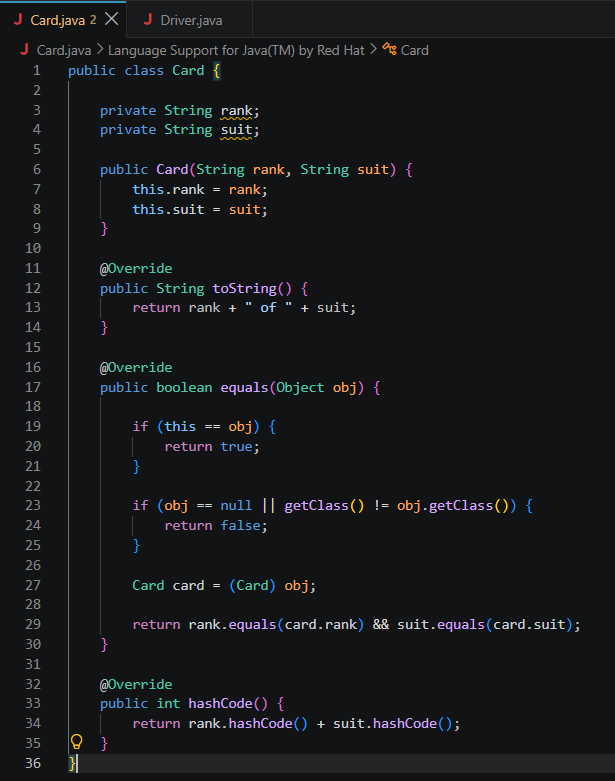 J Card.java 2 X J Driver.java
J Card.java > Language Support for Java(TM) by Red Hat > Card
1 public class Card {
2
3     private String rank;
4     private String suit;
5
6     public Card(String rank, String suit) {
7         this.rank = rank;
8         this.suit = suit;
9     }
10
11     @Override
12     public String toString() {
13         return rank + " of " + suit;
14     }
15
16     @Override
17     public boolean equals(Object obj) {
18
19         if (this == obj) {
20             return true;
21         }
22
23         if (obj == null || getClass() != obj.getClass()) {
24             return false;
25         }
26
27         Card card = (Card) obj;
28
29         return rank.equals(card.rank) && suit.equals(card.suit);
30     }
31
32     @Override
33     public int hashCode() {
34         return rank.hashCode() + suit.hashCode();
35     }
36 }